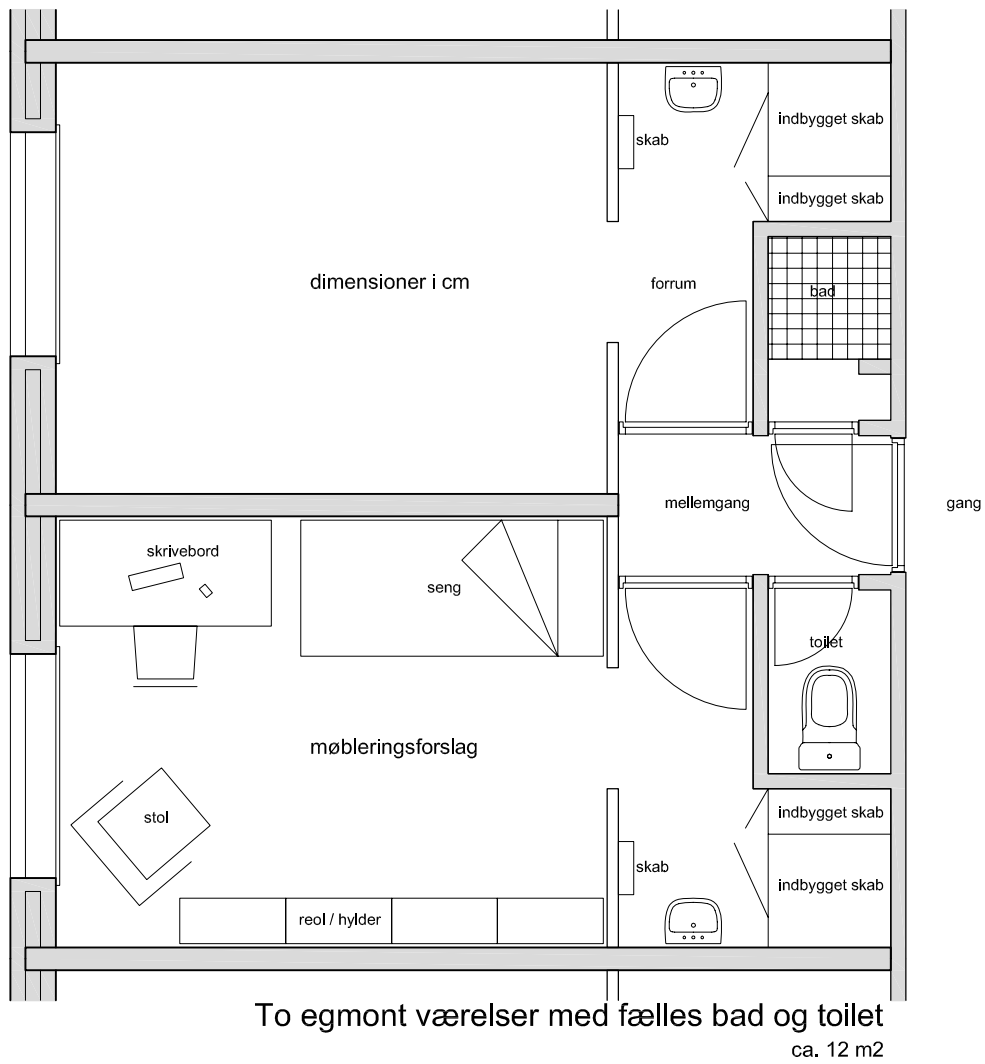 indbygget skab
skab
indbygget skab
dimensioner i cm
forrum
bad
mellemgang
gang
skrivebord
seng
toilet
møbleringsforslag
stol
indbygget skab
skab
indbygget skab
reol / hylder
To egmont værelser med fælles bad og toilet
ca. 12 m2